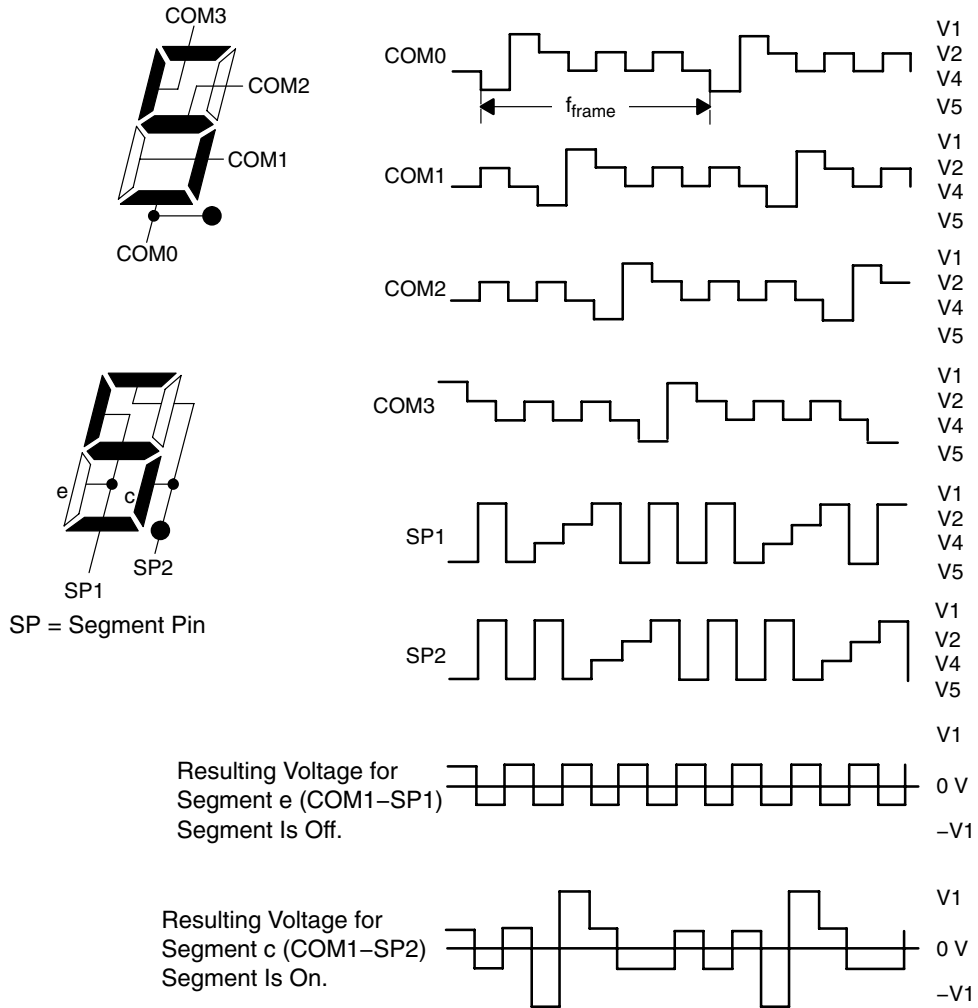 COM3
COM2
COM1
COM0
e
c
SP1
SP2
SP = Segment Pin
COM0
V1
V2
V4
V5
fframe
COM1
V1
V2
V4
V5
COM2
V1
V2
V4
V5
COM3
V1
V2
V4
V5
SP1
V1
V2
V4
V5
SP2
V1
V2
V4
V5
Resulting Voltage for
Segment e (COM1−SP1)
Segment Is Off.
V1
0 V
−V1
Resulting Voltage for
Segment c (COM1−SP2)
Segment Is On.
V1
0 V
−V1